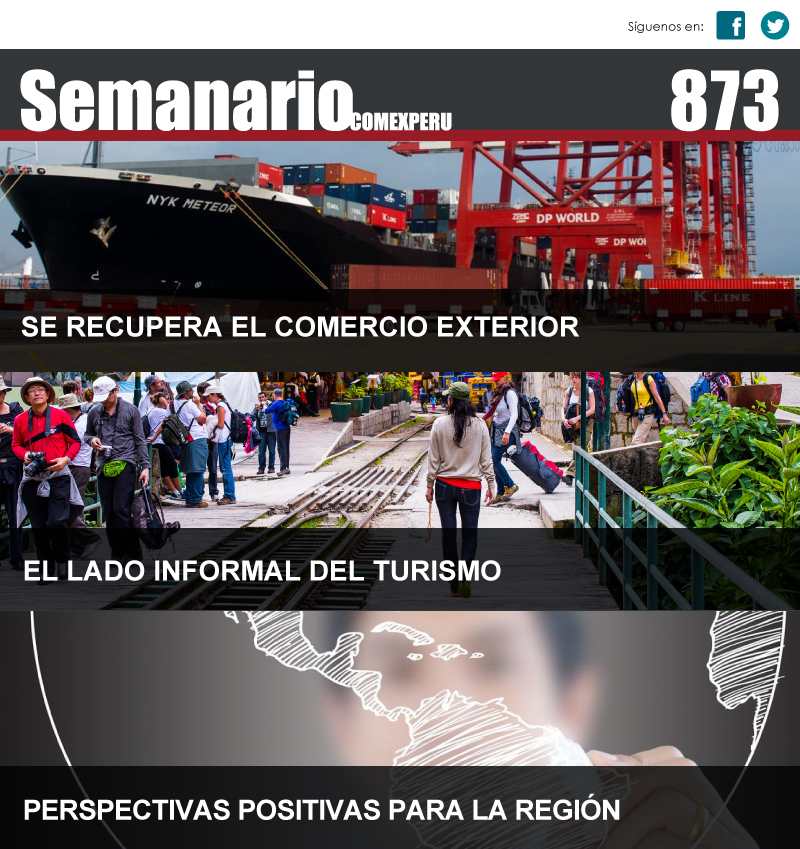 Síguenos en:
Semanario COMEXPERU
873
NYK METEOR
DP WORLD
DP WOR
K LINE
SE RECUPERA EL COMERCIO EXTERIOR
EL LADO INFORMAL DEL TURISMO
PERSPECTIVAS POSITIVAS PARA LA REGIÓN